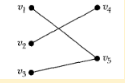 v₁ v₄
v₂
v₃ v₅